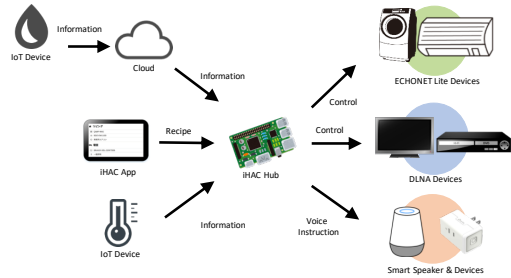 Information
IoT Device
Cloud
Information
ECHONET Lite Devices
Control
Recipe
Control
iHAC App
iHAC Hub
DLNA Devices
IoT Device
Information
Voice
Instruction
Smart Speaker & Devices